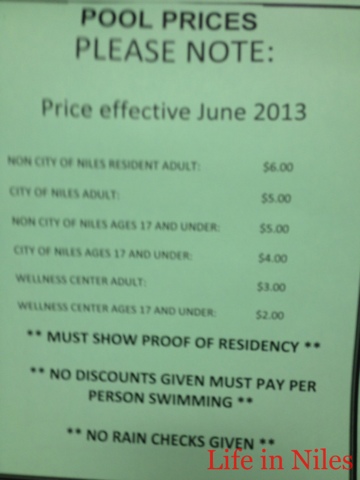 POOL PRICES
PLEASE NOTE:
Price effective June 2013
NON CITY OF NILES RESIDENT ADULT: $6.00
CITY OF NILES ADULT: $5.00
NON CITY OF NILES AGES 17 AND UNDER: $5.00
CITY OF NILES AGES 17 AND UNDER: $4.00
WELLNESS CENTER ADULT: $3.00
WELLNESS CENTER AGES 17 AND UNDER: $2.00
** MUST SHOW PROOF OF RESIDENCY **
** NO DISCOUNTS GIVEN MUST PAY PER
PERSON SWIMMING **
** NO RAIN CHECKS GIVEN **
Life in Niles